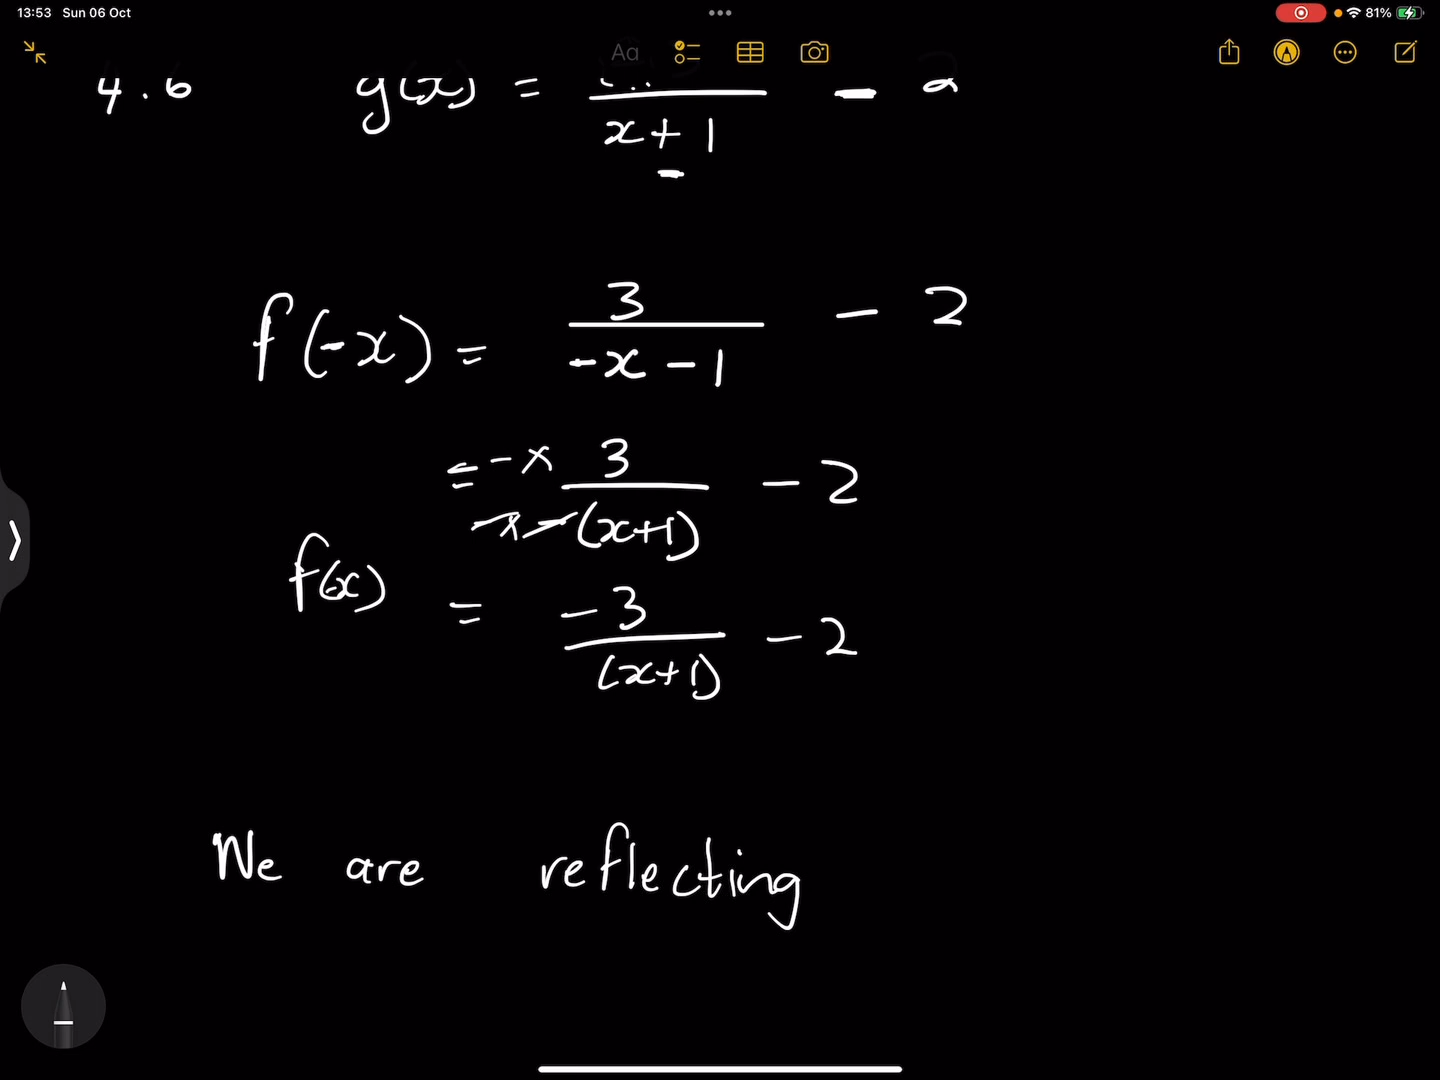 13:53 Sun 06 Oct
81%
Aa
4.6 g(x) = / x+1 -
f(-x) = 3 / -x - 1 - 2
= - x 3 / - x - (x+1) - 2
f(x) = -3 / (x+1) - 2
We are reflecting